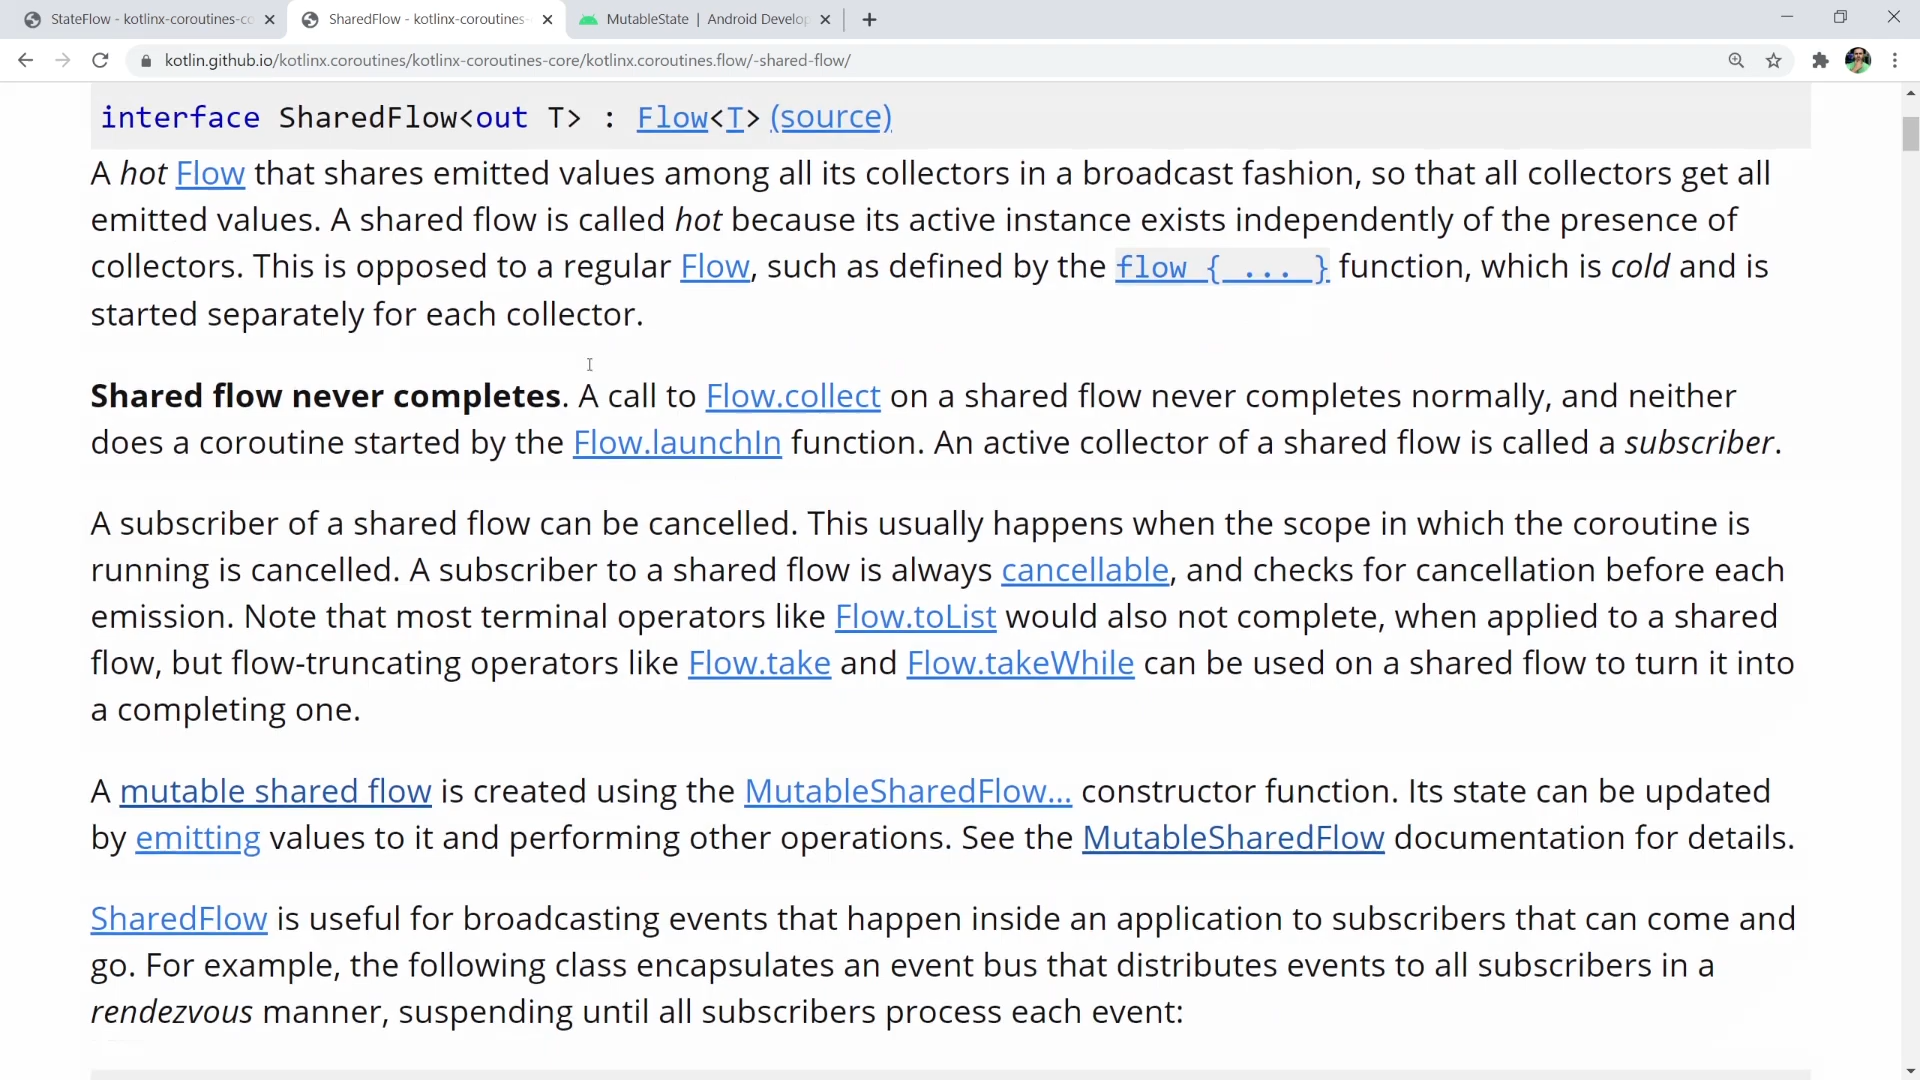 StateFlow - kotlinx-coroutines-co
SharedFlow - kotlinx-coroutines-
MutableState | Android Develop
kotlin.github.io/kotlinx.coroutines/kotlinx-coroutines-core/kotlinx.coroutines.flow/-shared-flow/
interface SharedFlow<out T> : Flow<T> (source)
A hot Flow that shares emitted values among all its collectors in a broadcast fashion, so that all collectors get all
emitted values. A shared flow is called hot because its active instance exists independently of the presence of
collectors. This is opposed to a regular Flow, such as defined by the flow { ... } function, which is cold and is
started separately for each collector.
Shared flow never completes. A call to Flow.collect on a shared flow never completes normally, and neither
does a coroutine started by the Flow.launchIn function. An active collector of a shared flow is called a subscriber.
A subscriber of a shared flow can be cancelled. This usually happens when the scope in which the coroutine is
running is cancelled. A subscriber to a shared flow is always cancellable, and checks for cancellation before each
emission. Note that most terminal operators like Flow.toList would also not complete, when applied to a shared
flow, but flow-truncating operators like Flow.take and Flow.takeWhile can be used on a shared flow to turn it into
a completing one.
A mutable shared flow is created using the MutableSharedFlow... constructor function. Its state can be updated
by emitting values to it and performing other operations. See the MutableSharedFlow documentation for details.
SharedFlow is useful for broadcasting events that happen inside an application to subscribers that can come and
go. For example, the following class encapsulates an event bus that distributes events to all subscribers in a
rendezvous manner, suspending until all subscribers process each event: